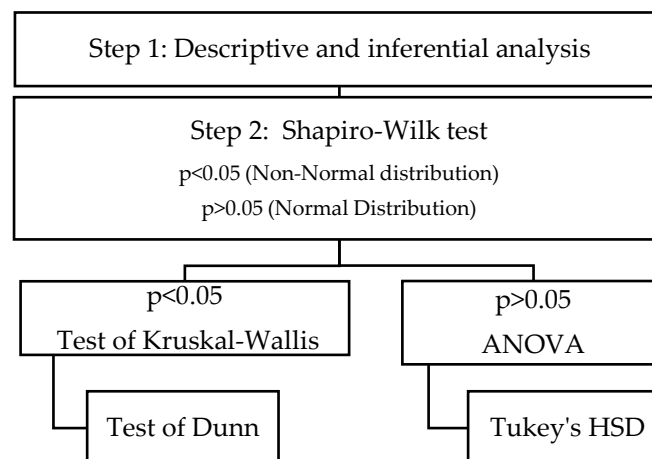 Step 1: Descriptive and inferential analysis
Step 2:  Shapiro-Wilk test
p<0.05 (Non-Normal distribution)
p>0.05 (Normal Distribution)
p<0.05
Test of Kruskal-Wallis
p>0.05
ANOVA
Test of Dunn
Tukey's HSD